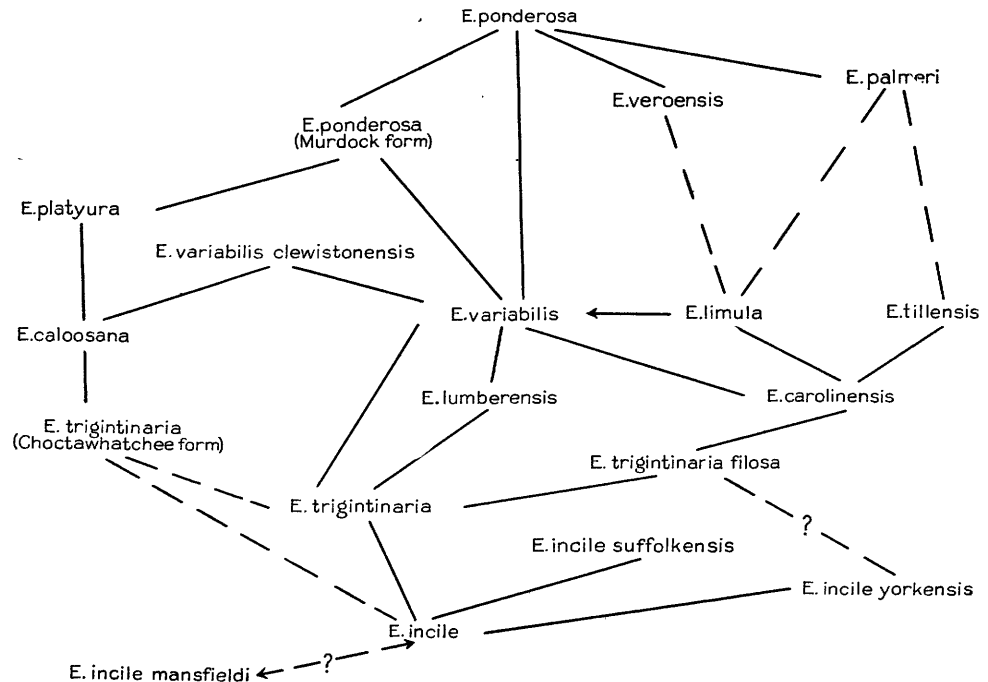 E.ponderosa
E.palmeri
E.veroensis
E.ponderosa
(Murdock form)
E.platyura
E.variabilis clewistonensis
E.variabilis
E.limula
E.tillensis
E.caloosana
E.lumberensis
E.carolinensis
E. trigintinaria
(Choctawhatchee form)
E. trigintinaria filosa
E. trigintinaria
?
E.incile suffolkensis
E. incile yorkensis
E.incile
?
E. incile mansfieldi